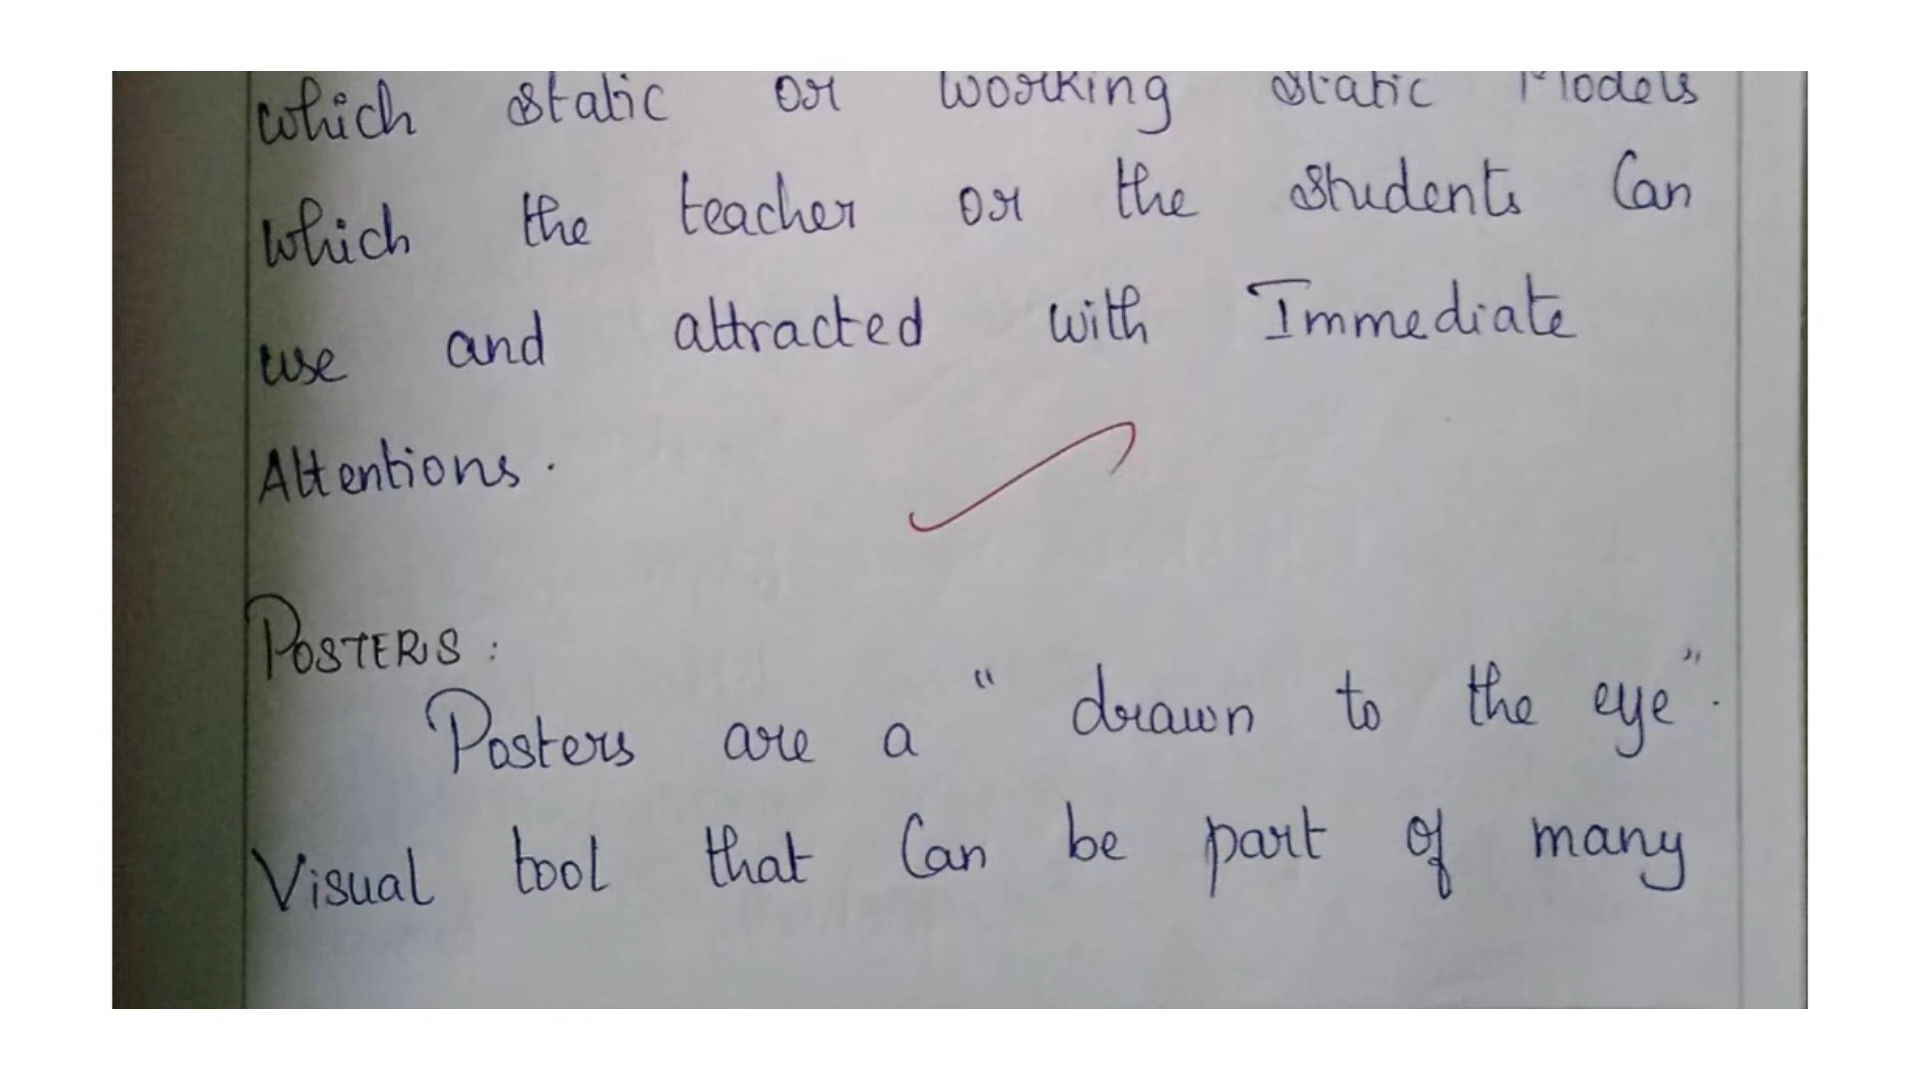 which static or working static Models
which the teacher or the students Can
use and attracted with Immediate
Attentions.
POSTERS:
Posters are a "drawn to the eye".
Visual tool that Can be part of many